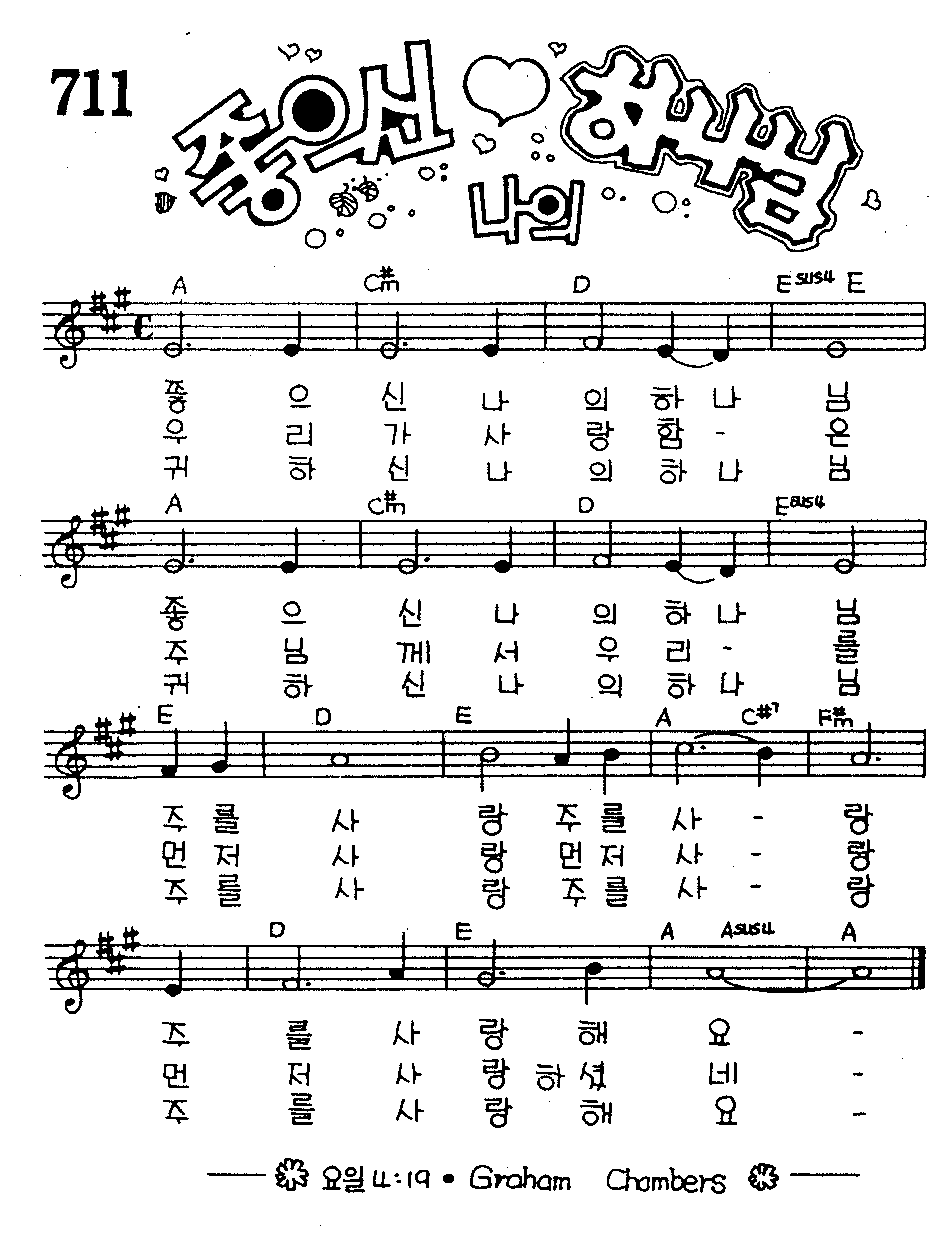 711
좋으신 하나님
나의
A C#m D Esus4 E
좋 으 신 나 의 하 나 님
우 리 가 사 랑 함 - 은
귀 하 신 나 의 하 나 님
A C#m D Esus4
좋 으 신 나 의 하 나 님
주 님 께 서 우 리 - 를
귀 하 신 나 의 하 나 님
E D E A C#7 F#m
주 를 사 랑 주 를 사 - 랑
먼 저 사 랑 먼 저 사 - 랑
주 를 사 랑 주 를 사 - 랑
D E A Asus4 A
주 를 사 랑 해 요 -
먼 저 사 랑 하 셨 네 -
주 를 사 랑 해 요 -
요일 4:19 • Graham Chambers